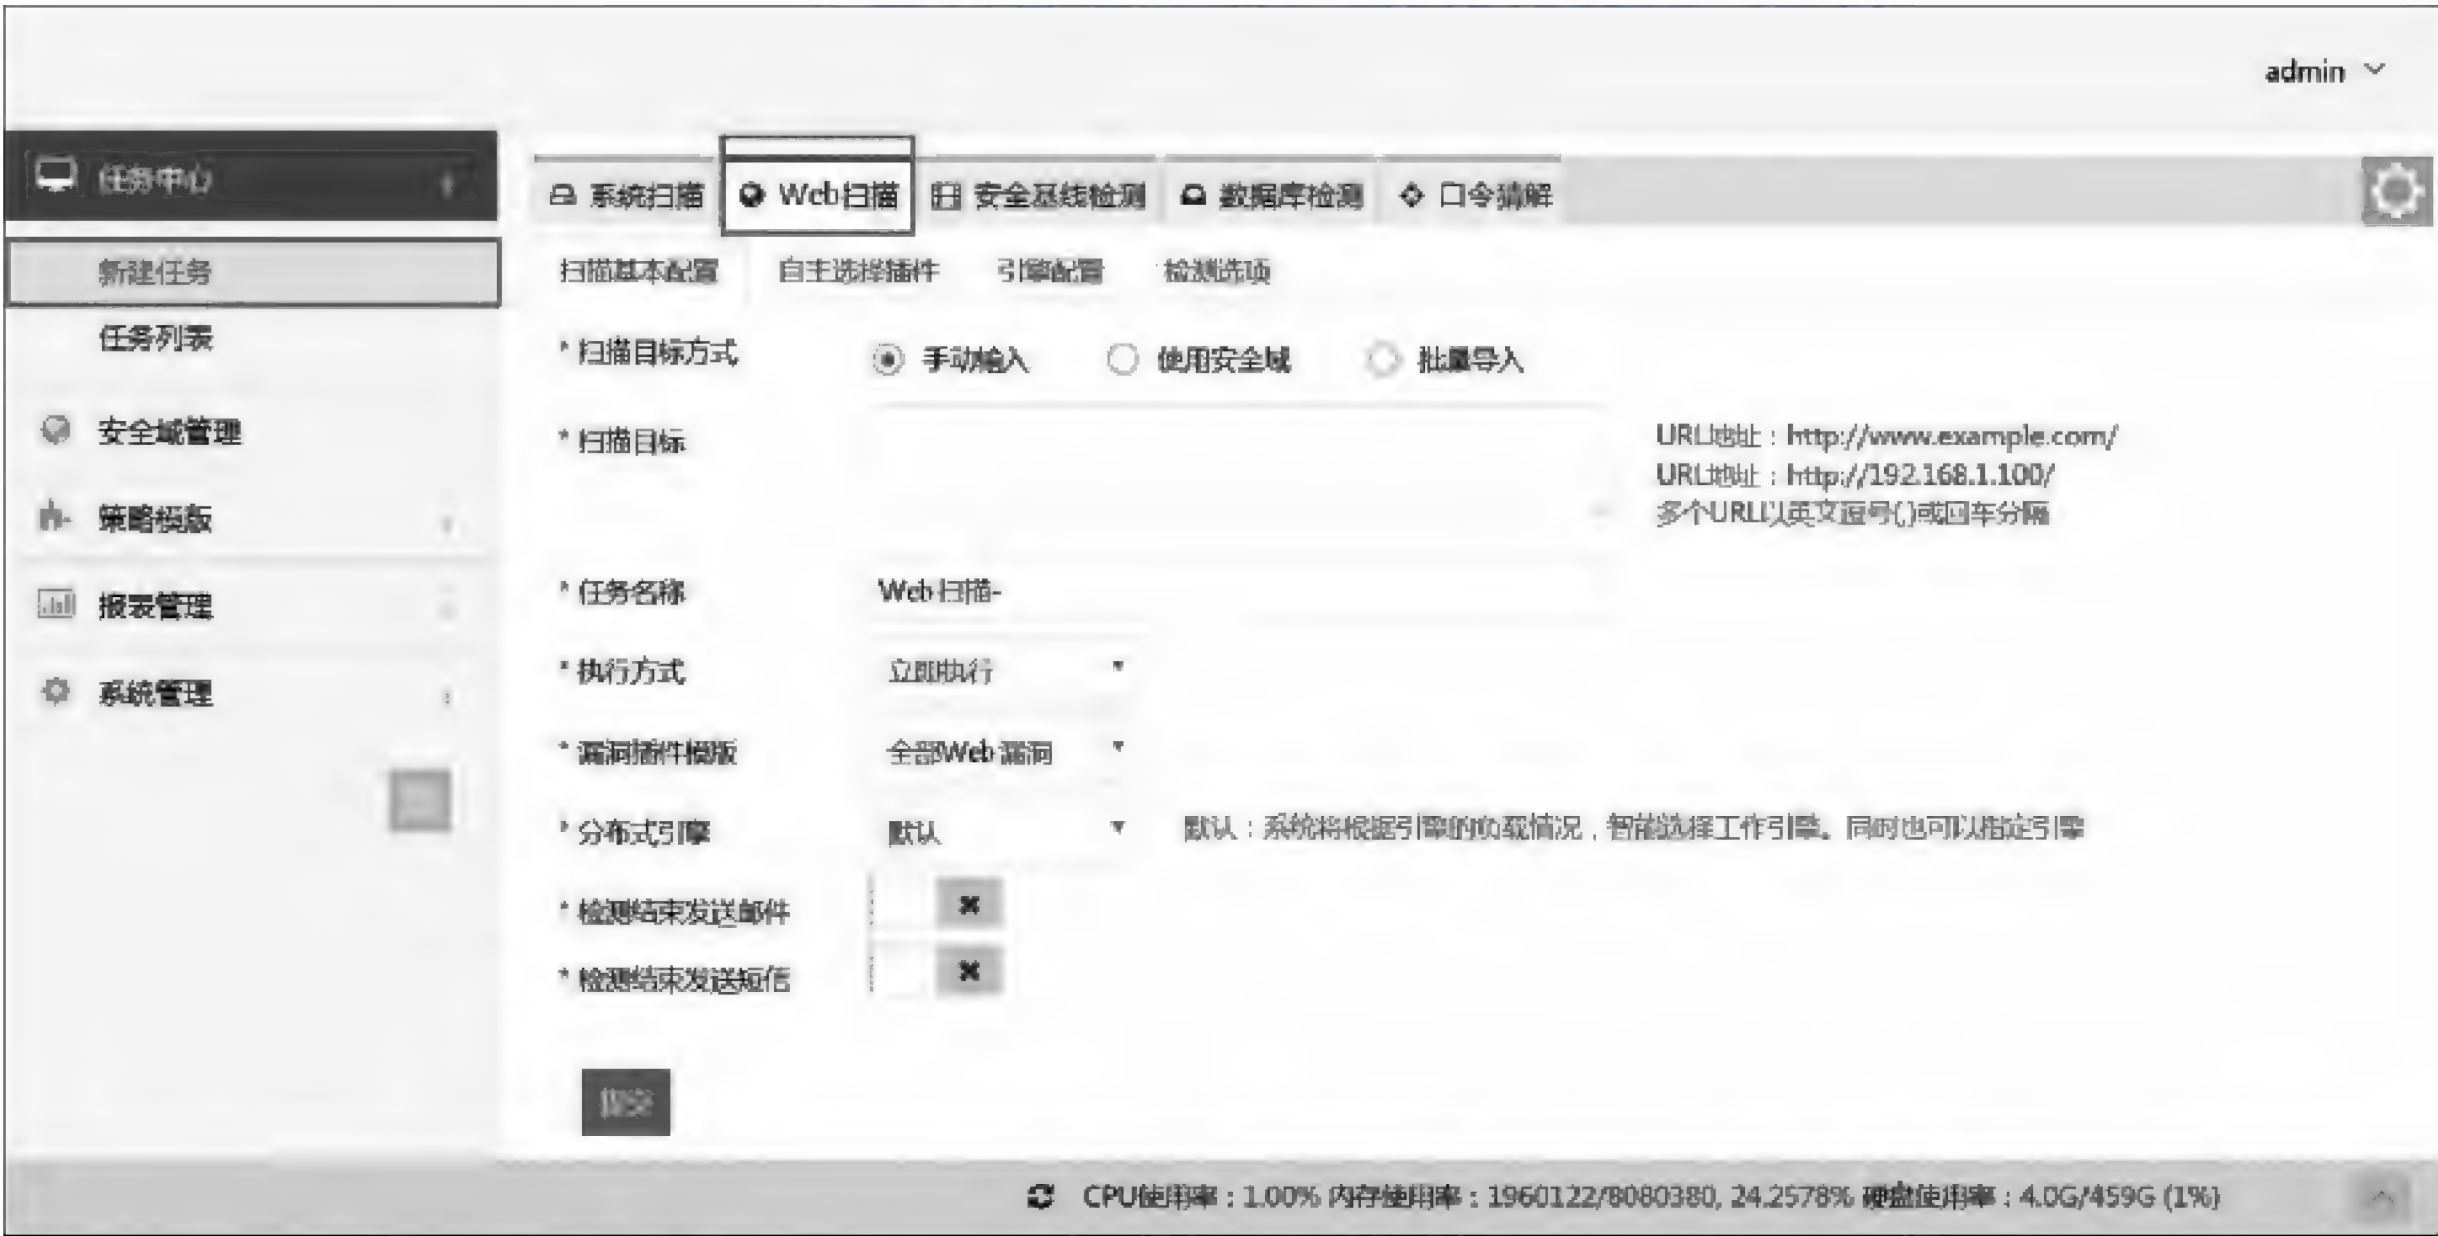 admin
任务中心
新建任务
任务列表
安全域管理
策略模版
报表管理
系统管理
系统扫描 Web扫描 安全基线检测 数据库检测 口令猜解
扫描基本配置 自主选择插件 引擎配置 检测选项
* 扫描目标方式 手动输入 使用安全域 批量导入
* 扫描目标
URL地址：http://www.example.com/
URL地址：http://192.168.1.100/
多个URL以英文逗号(,)或回车分隔
* 任务名称 Web 扫描-
* 执行方式 立即执行
* 漏洞插件模版 全部Web 漏洞
* 分布式引擎 默认 默认：系统将根据引擎的负载情况，智能选择工作引擎。同时也可以指定引擎
* 检测结束发送邮件
* 检测结束发送短信
提交
CPU使用率：1.00% 内存使用率：1960122/8080380, 24.2578% 硬盘使用率：4.0G/459G (1%)